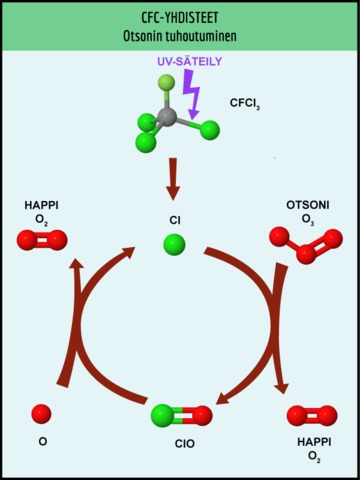 CFC-YHDISTEET
Otsonin tuhoutuminen
UV-SÄTEILY
CFCl₃
HAPPI
O₂
Cl
OTSONI
O₃
O
ClO
HAPPI
O₂